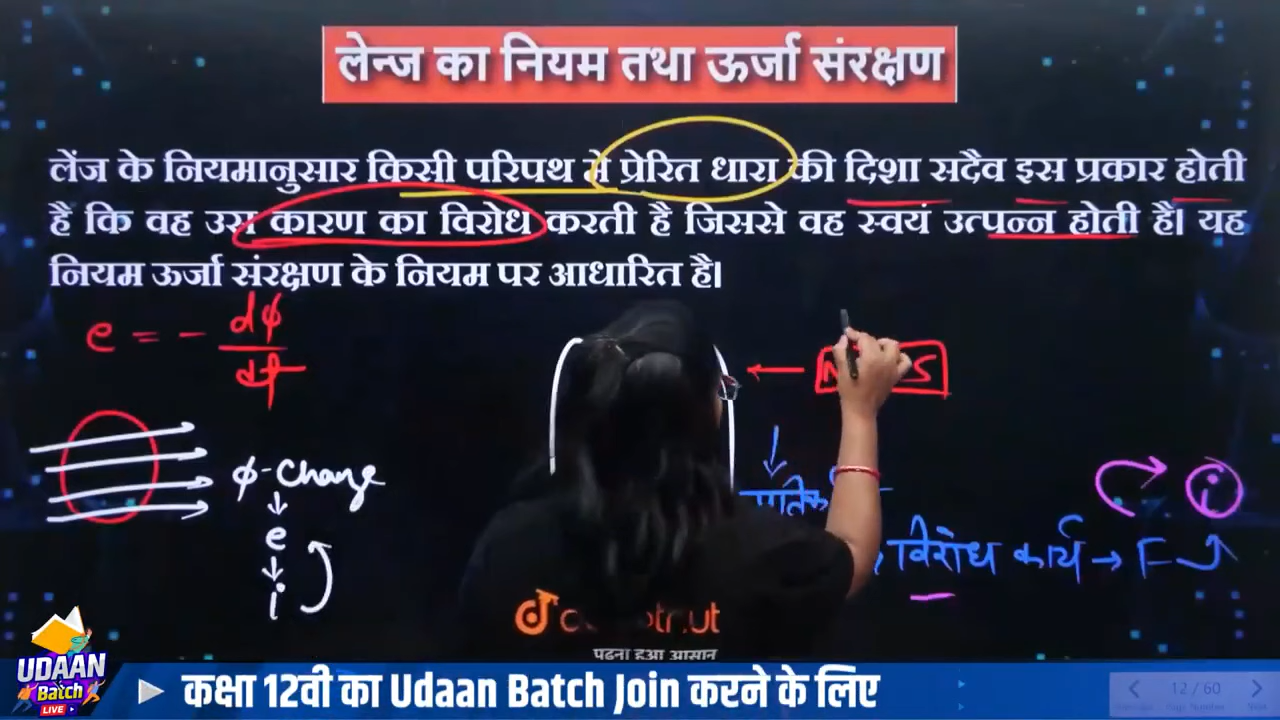 लेन्ज का नियम तथा ऊर्जा संरक्षण
लेंज के नियमानुसार किसी परिपथ मे प्रेरित धारा की दिशा सदैव इस प्रकार होती
है कि वह उस कारण का विरोध करती है जिससे वह स्वयं उत्पन्न होती है। यह
नियम ऊर्जा संरक्षण के नियम पर आधारित है।
e = - dϕ/dt
N S
ϕ-Change
e
i
i
विरोध कार्य → F
पढ़ना हुआ आसान
UDAAN
Batch
LIVE
कक्षा 12वी का Udaan Batch Join करने के लिए
12 / 60